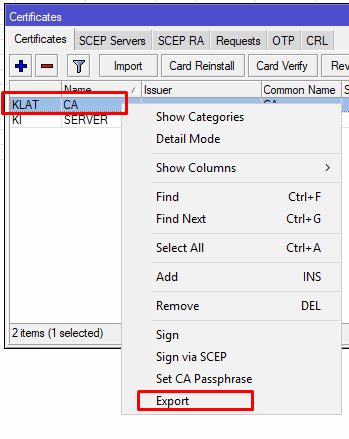 Certificates
Certificates SCEP Servers SCEP RA Requests OTP CRL
Import Card Reinstall Card Verify Rev
Name Issuer Common Name S
KLAT CA CA
KI SERVER
Show Categories
Detail Mode
Show Columns
Find Ctrl+F
Find Next Ctrl+G
Select All Ctrl+A
Add INS
Remove DEL
2 items (1 selected)
Sign
Sign via SCEP
Set CA Passphrase
Export